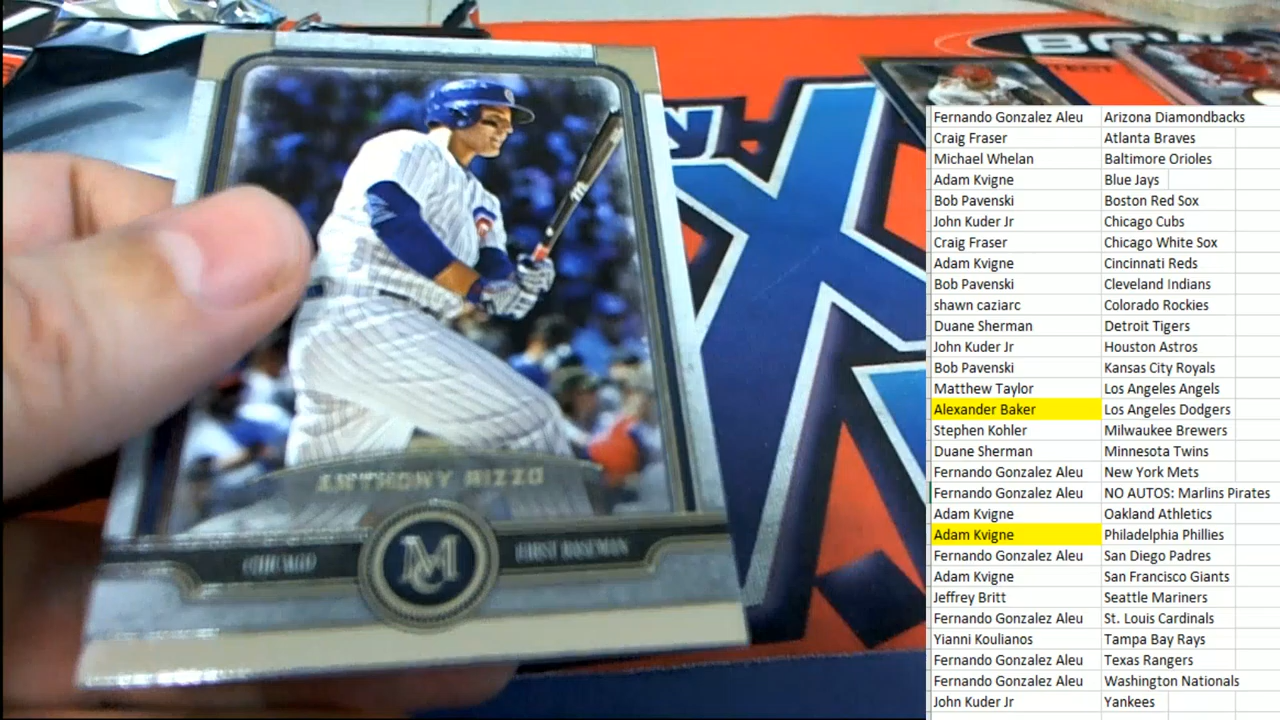 BOW
TECT
ANTHONY RIZZO
CHICAGO
MC
FIRST BASEMAN
Fernando Gonzalez Aleu Arizona Diamondbacks
Craig Fraser Atlanta Braves
Michael Whelan Baltimore Orioles
Adam Kvigne Blue Jays
Bob Pavenski Boston Red Sox
John Kuder Jr Chicago Cubs
Craig Fraser Chicago White Sox
Adam Kvigne Cincinnati Reds
Bob Pavenski Cleveland Indians
shawn caziarc Colorado Rockies
Duane Sherman Detroit Tigers
John Kuder Jr Houston Astros
Bob Pavenski Kansas City Royals
Matthew Taylor Los Angeles Angels
Alexander Baker Los Angeles Dodgers
Stephen Kohler Milwaukee Brewers
Duane Sherman Minnesota Twins
Fernando Gonzalez Aleu New York Mets
Fernando Gonzalez Aleu NO AUTOS: Marlins Pirates
Adam Kvigne Oakland Athletics
Adam Kvigne Philadelphia Phillies
Fernando Gonzalez Aleu San Diego Padres
Adam Kvigne San Francisco Giants
Jeffrey Britt Seattle Mariners
Fernando Gonzalez Aleu St. Louis Cardinals
Yianni Koulianos Tampa Bay Rays
Fernando Gonzalez Aleu Texas Rangers
Fernando Gonzalez Aleu Washington Nationals
John Kuder Jr Yankees